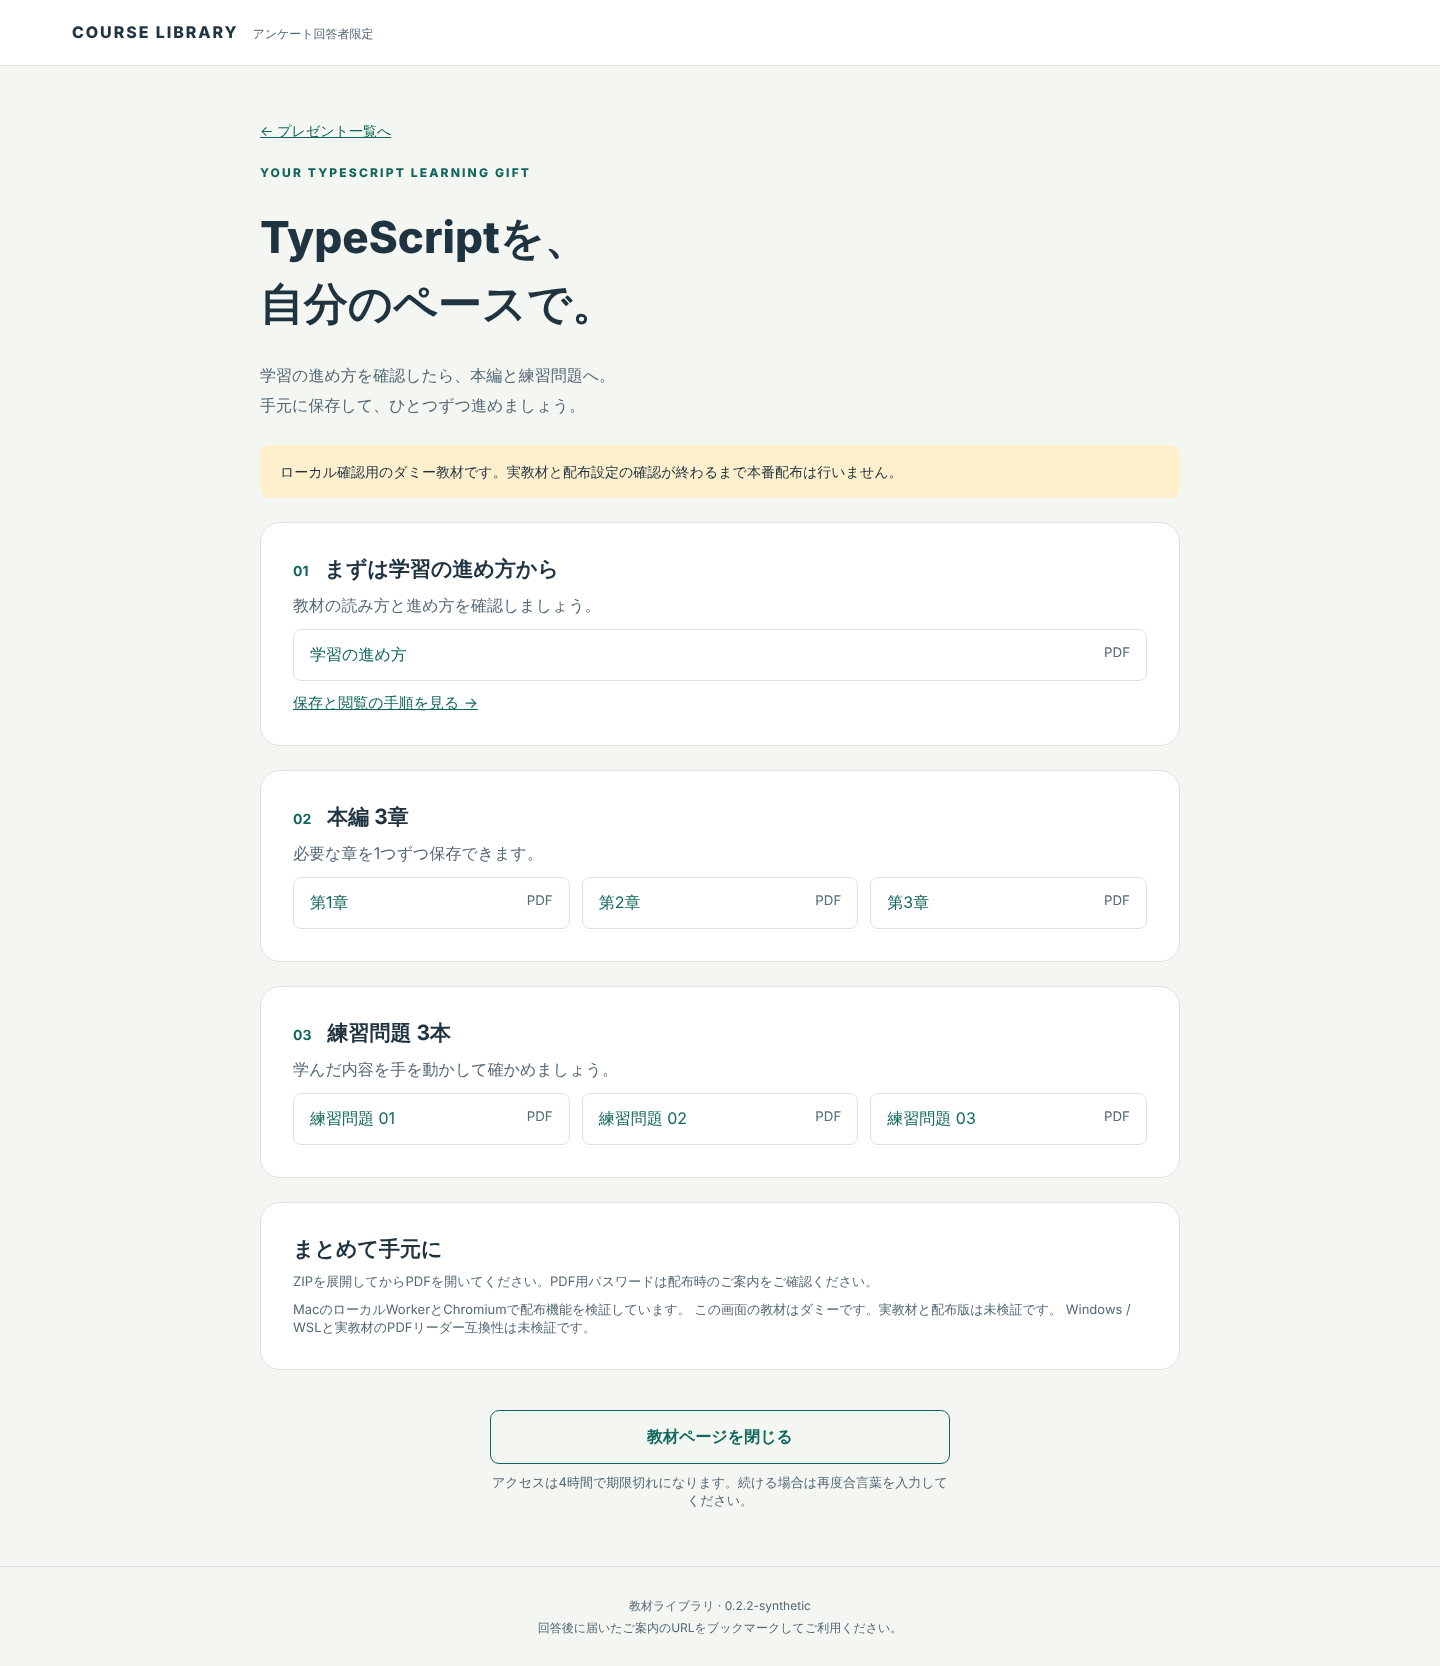 COURSE LIBRARY アンケート回答者限定
← プレゼント一覧へ
YOUR TYPESCRIPT LEARNING GIFT
TypeScriptを、
自分のペースで。
学習の進め方を確認したら、本編と練習問題へ。
手元に保存して、ひとつずつ進めましょう。
ローカル確認用のダミー教材です。実教材と配布設定の確認が終わるまで本番配布は行いません。
01 まずは学習の進め方から
教材の読み方と進め方を確認しましょう。
学習の進め方 PDF
保存と閲覧の手順を見る →
02 本編 3章
必要な章を1つずつ保存できます。
第1章 PDF 第2章 PDF 第3章 PDF
03 練習問題 3本
学んだ内容を手を動かして確かめましょう。
練習問題 01 PDF 練習問題 02 PDF 練習問題 03 PDF
まとめて手元に
ZIPを展開してからPDFを開いてください。PDF用パスワードは配布時のご案内をご確認ください。
MacのローカルWorkerとChromiumで配布機能を検証しています。 この画面の教材はダミーです。実教材と配布版は未検証です。 Windows /
WSLと実教材のPDFリーダー互換性は未検証です。
教材ページを閉じる
アクセスは4時間で期限切れになります。続ける場合は再度合言葉を入力して
ください。
教材ライブラリ · 0.2.2-synthetic
回答後に届いたご案内のURLをブックマークしてご利用ください。